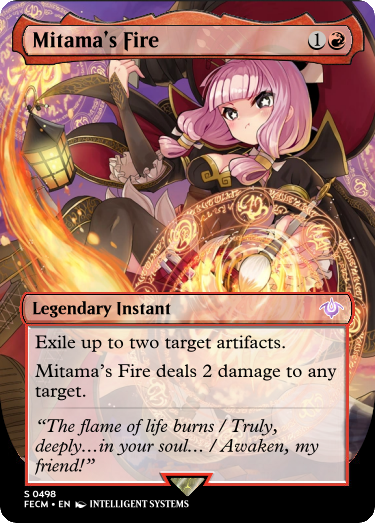 Mitama's Fire 1
Legendary Instant
Exile up to two target artifacts.
Mitama's Fire deals 2 damage to any
target.
“The flame of life burns / Truly,
deeply…in your soul… / Awaken, my
friend!”
S 0498
FECM • EN INTELLIGENT SYSTEMS